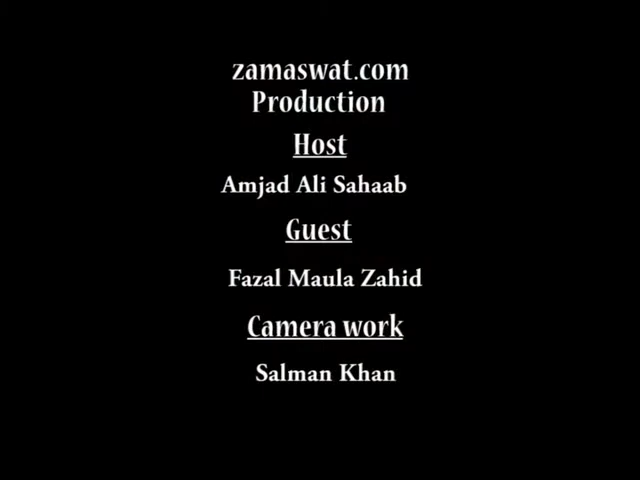 zamaswat.com
Production
Host
Amjad Ali Sahaab
Guest
Fazal Maula Zahid
Camera work
Salman Khan